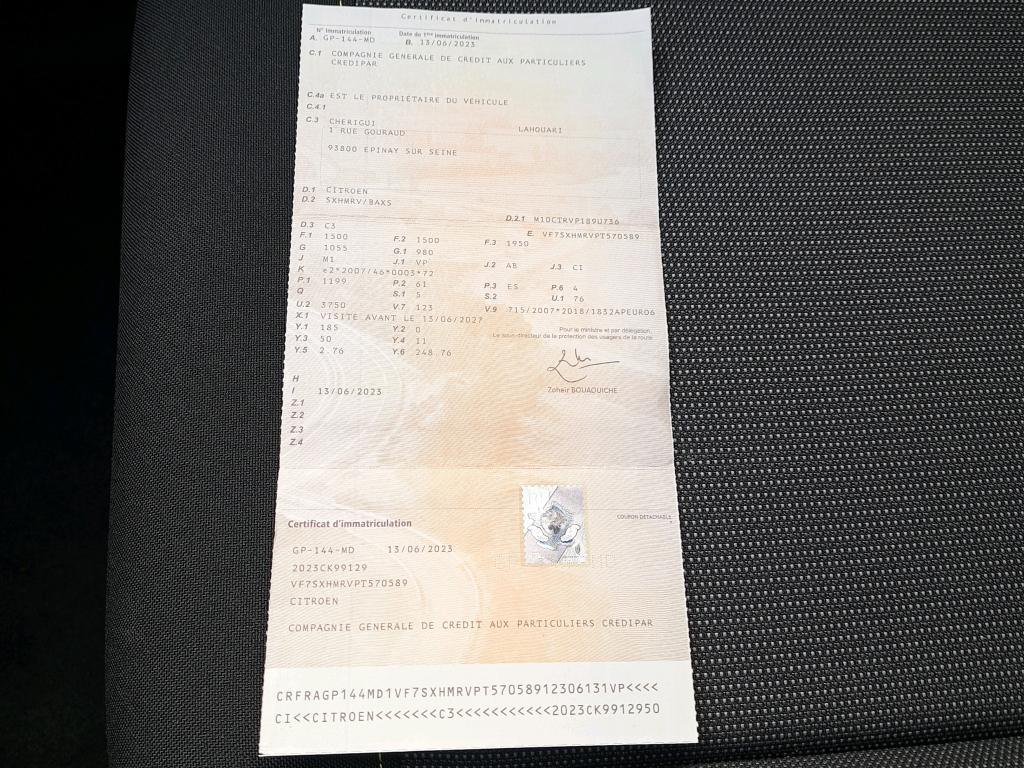 Certificat d'immatriculation
N° Immatriculation Date de 1ère Immatriculation
A. GP-144-MD B. 13/06/2023
C.1 COMPAGNIE GENERALE DE CREDIT AUX PARTICULIERS
CREDIPAR
C.4a EST LE PROPRIÉTAIRE DU VÉHICULE
C.4.1
C.3 CHERIGUI LAHOUARI
1 RUE GOURAUD
93800 EPINAY SUR SEINE
D.1 CITROEN
D.2 SXHMRV/BAXS
D.2.1 M10CTRVP189U736
D.3 C3 E. VF7SXHMRVPT570589
F.1 1500 F.2 1500 F.3 1950
G 1055 G.1 980
J M1 J.1 VP J.2 AB J.3 CI
K e2*2007/46*0003*72
P.1 1199 P.2 61 P.3 ES P.6 4
Q S.1 5 S.2 U.1 76
U.2 3750 V.7 123 V.9 715/2007*2018/1832APEURO6
X.1 VISITE AVANT LE 13/06/2027
Y.1 185 Y.2 0
Y.3 50 Y.4 11
Y.5 2.76 Y.6 248.76
Pour le ministre et par délégation,
Le sous-directeur de la protection des usagers de la route
Zoheir BOUAOUICHE
H
I 13/06/2023
Z.1
Z.2
Z.3
Z.4
COUPON DÉTACHABLE
Certificat d'immatriculation
GP-144-MD 13/06/2023
2023CK99129
VF7SXHMRVPT570589
CITROEN
COMPAGNIE GENERALE DE CREDIT AUX PARTICULIERS CREDIPAR
CRFRAGP144MD1VF7SXHMRVPT57058912306131VP<<<<
CI<<CITROEN<<<<<<<C3<<<<<<<<<<<2023CK9912950